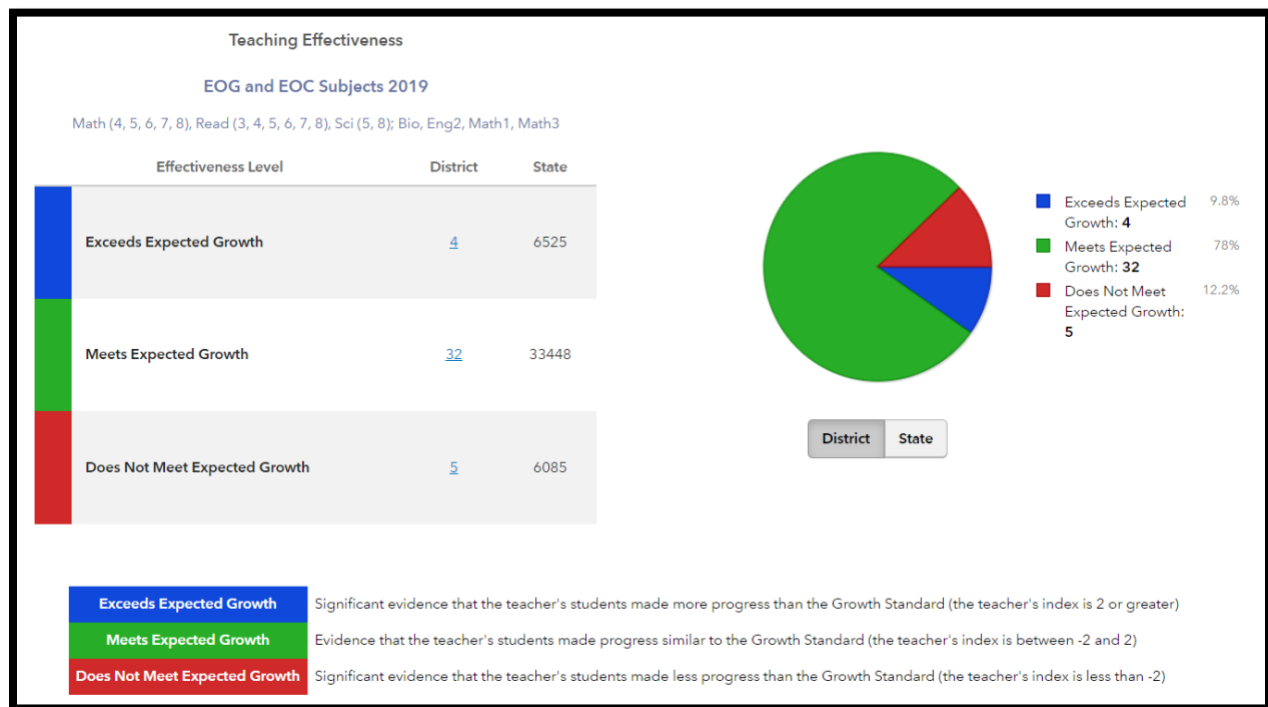 Teaching Effectiveness
EOG and EOC Subjects 2019
Math (4, 5, 6, 7, 8), Read (3, 4, 5, 6, 7, 8), Sci (5, 8); Bio, Eng2, Math1, Math3
Effectiveness Level District State
Exceeds Expected Growth 4 6525
Meets Expected Growth 32 33448
Does Not Meet Expected Growth 5 6085
Exceeds Expected 9.8%
Growth: 4
Meets Expected 78%
Growth: 32
Does Not Meet 12.2%
Expected Growth:
5
District State
Exceeds Expected Growth Significant evidence that the teacher's students made more progress than the Growth Standard (the teacher's index is 2 or greater)
Meets Expected Growth Evidence that the teacher's students made progress similar to the Growth Standard (the teacher's index is between -2 and 2)
Does Not Meet Expected Growth Significant evidence that the teacher's students made less progress than the Growth Standard (the teacher's index is less than -2)